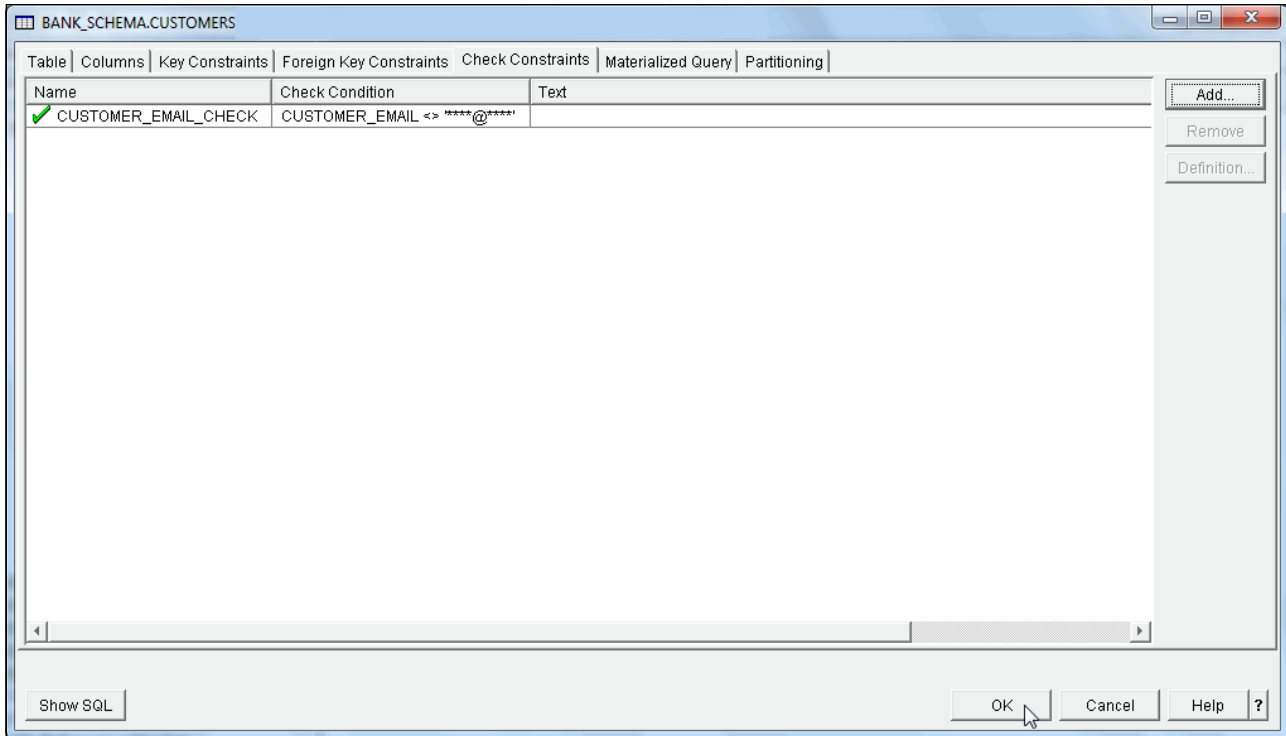 BANK_SCHEMA.CUSTOMERS
Table Columns Key Constraints Foreign Key Constraints Check Constraints Materialized Query Partitioning
Name Check Condition Text Add...
CUSTOMER_EMAIL_CHECK CUSTOMER_EMAIL <> '****@****'
Remove
Definition...
Show SQL OK Cancel Help ?